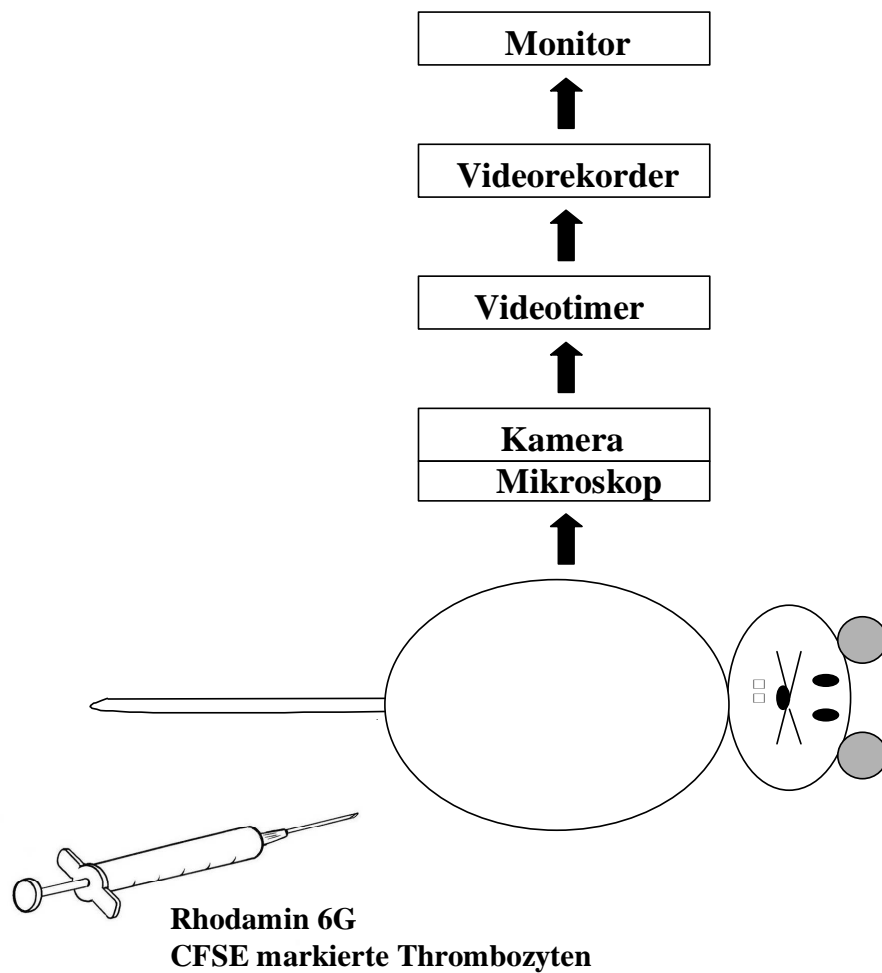 Monitor
Videorekorder
Videotimer
Kamera
Mikroskop
Rhodamin 6G
CFSE markierte Thrombozyten